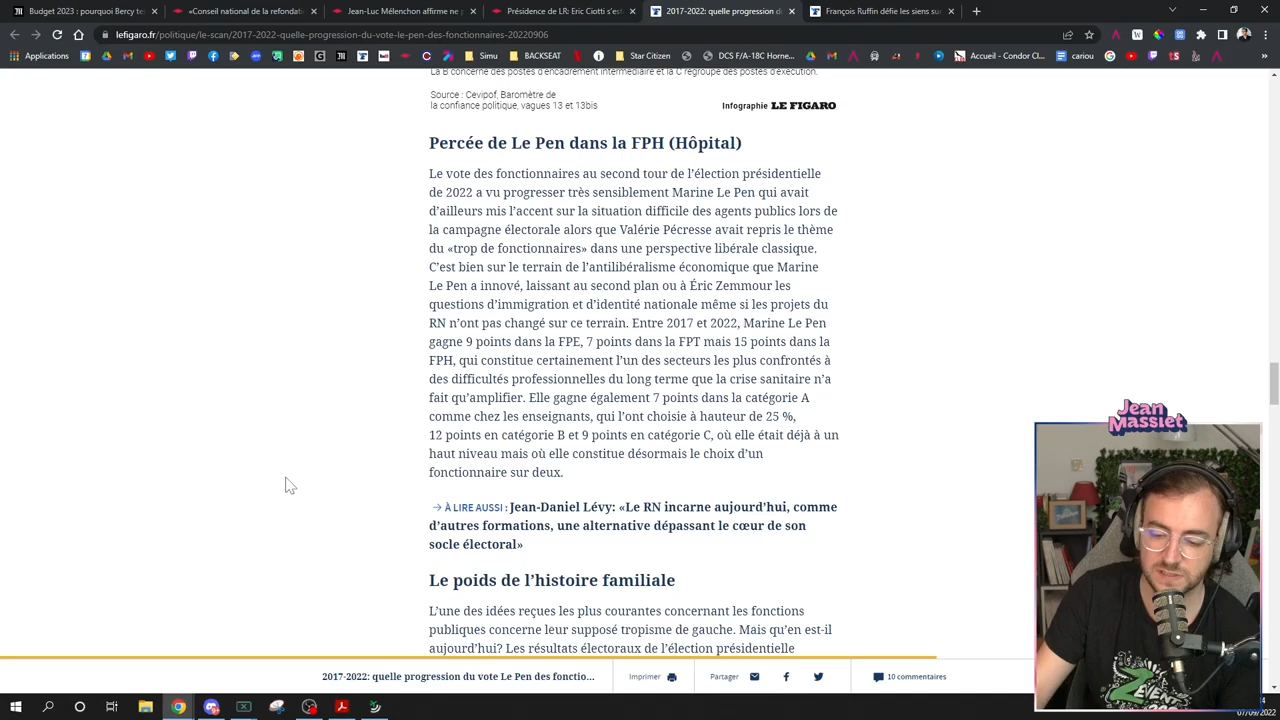 Budget 2023 : pourquoi Bercy te
«Conseil national de la refondat
Jean-Luc Mélenchon affirme ne
Présidence de LR: Eric Ciotti s'es
2017-2022: quelle progression du
François Ruffin défie les siens su
lefigaro.fr/politique/le-scan/2017-2022-quelle-progression-du-vote-le-pen-des-fonctionnaires-20220906
Applications
Simu
BACKSEAT
Star Citizen
DCS F/A-18C Horne...
Accueil - Condor Cl...
cariou
La B concerne des postes d'encadrement intermédiaire et la C regroupe des postes d'exécution.
Source : Cevipof, Baromètre de
la confiance politique, vagues 13 et 13bis
Infographie LE FIGARO
Percée de Le Pen dans la FPH (Hôpital)
Le vote des fonctionnaires au second tour de l'élection présidentielle
de 2022 a vu progresser très sensiblement Marine Le Pen qui avait
d'ailleurs mis l'accent sur la situation difficile des agents publics lors de
la campagne électorale alors que Valérie Pécresse avait repris le thème
du «trop de fonctionnaires» dans une perspective libérale classique.
C'est bien sur le terrain de l'antilibéralisme économique que Marine
Le Pen a innové, laissant au second plan ou à Éric Zemmour les
questions d'immigration et d'identité nationale même si les projets du
RN n'ont pas changé sur ce terrain. Entre 2017 et 2022, Marine Le Pen
gagne 9 points dans la FPE, 7 points dans la FPT mais 15 points dans la
FPH, qui constitue certainement l'un des secteurs les plus confrontés à
des difficultés professionnelles du long terme que la crise sanitaire n'a
fait qu'amplifier. Elle gagne également 7 points dans la catégorie A
comme chez les enseignants, qui l'ont choisie à hauteur de 25 %,
12 points en catégorie B et 9 points en catégorie C, où elle était déjà à un
haut niveau mais où elle constitue désormais le choix d'un
fonctionnaire sur deux.
À LIRE AUSSI : Jean-Daniel Lévy: «Le RN incarne aujourd'hui, comme
d'autres formations, une alternative dépassant le cœur de son
socle électoral»
Le poids de l'histoire familiale
L'une des idées reçues les plus courantes concernant les fonctions
publiques concerne leur supposé tropisme de gauche. Mais qu'en est-il
aujourd'hui? Les résultats électoraux de l'élection présidentielle
2017-2022: quelle progression du vote Le Pen des fonctio...
Imprimer
Partager
10 commentaires
Jean
Massiet
ZEVENT
07/09/2022